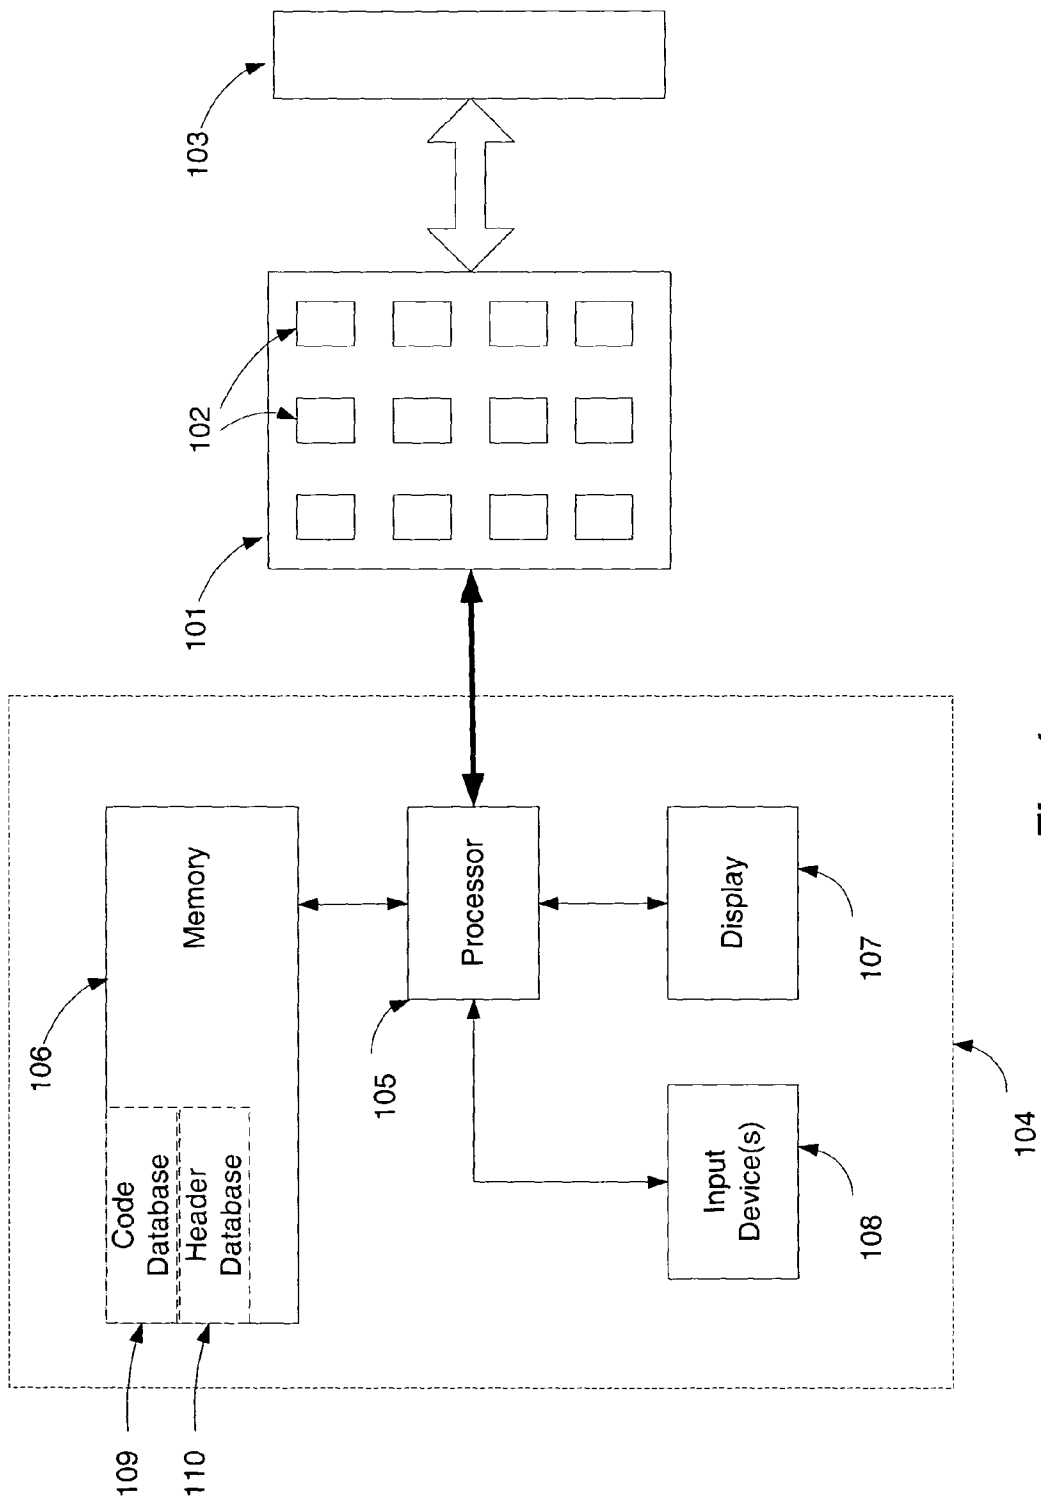 106
109
Code
Database
110
Header
Database
Memory
101
102
103
105
Processor
Input
Device(s)
Display
108
107
104